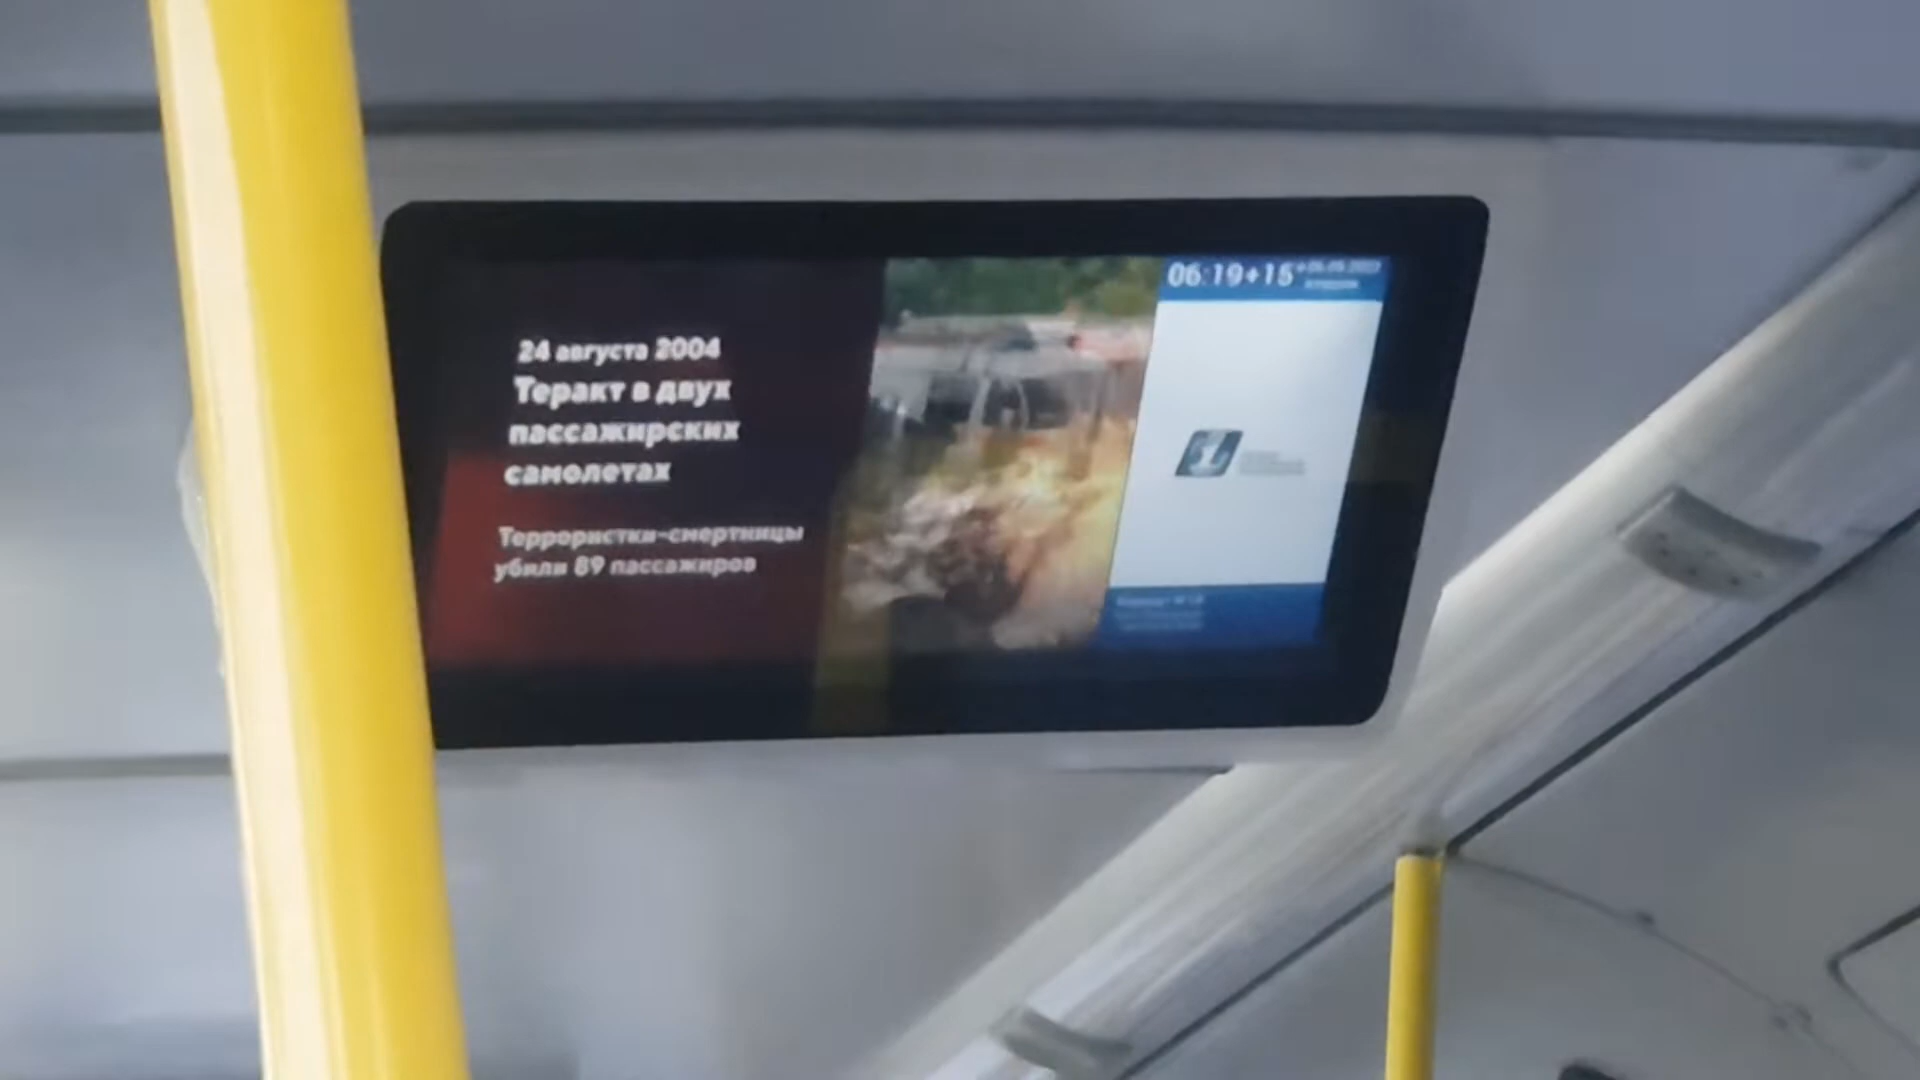 24 августа 2004
Теракт в двух
пассажирских
самолетах
Террористки-смертницы
убили 89 пассажиров
06:19+15°